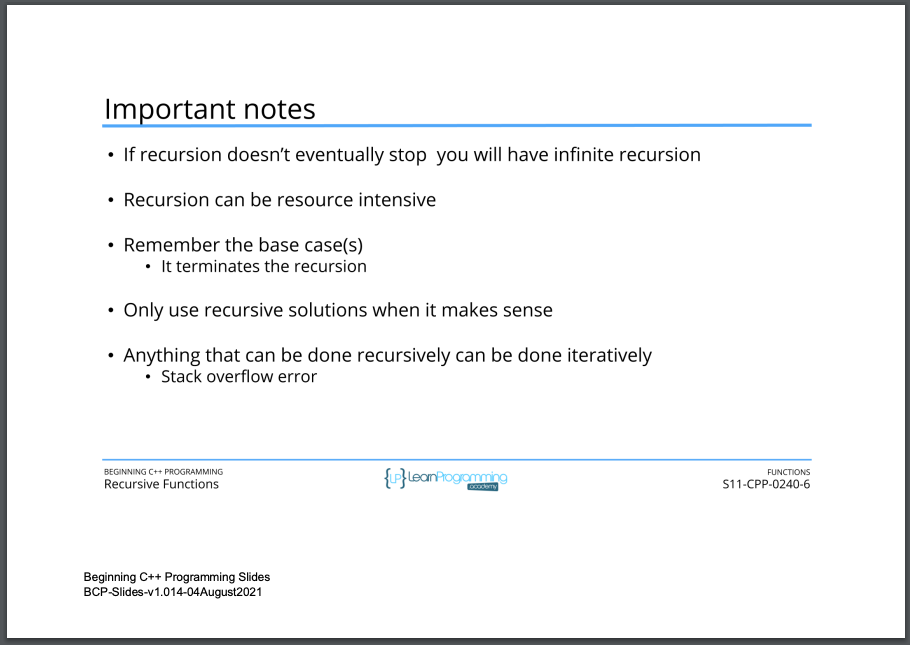 Important notes
• If recursion doesn’t eventually stop  you will have infinite recursion
• Recursion can be resource intensive
• Remember the base case(s)
• It terminates the recursion
• Only use recursive solutions when it makes sense
• Anything that can be done recursively can be done iteratively
• Stack overflow error
BEGINNING C++ PROGRAMMING
Recursive Functions
{LP} LearnProgramming
academy
FUNCTIONS
S11-CPP-0240-6
Beginning C++ Programming Slides
BCP-Slides-v1.014-04August2021